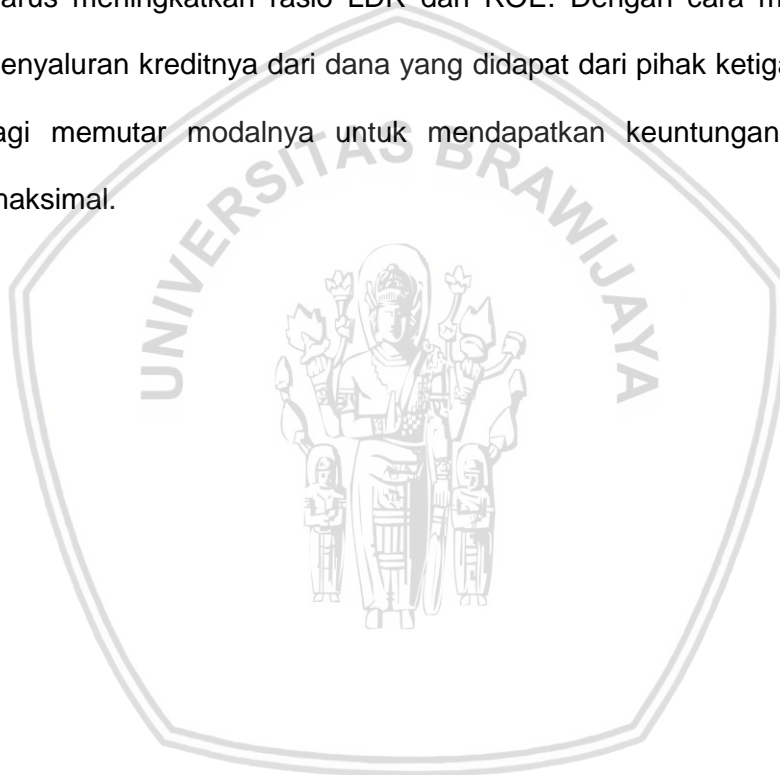 arus meningkatkan rasio LDR dan ROE. Dengan cara m
enyaluran kreditnya dari dana yang didapat dari pihak ketiga
agi memutar modalnya untuk mendapatkan keuntungan
naksimal.
UNIVERSITAS BRAWIJAYA